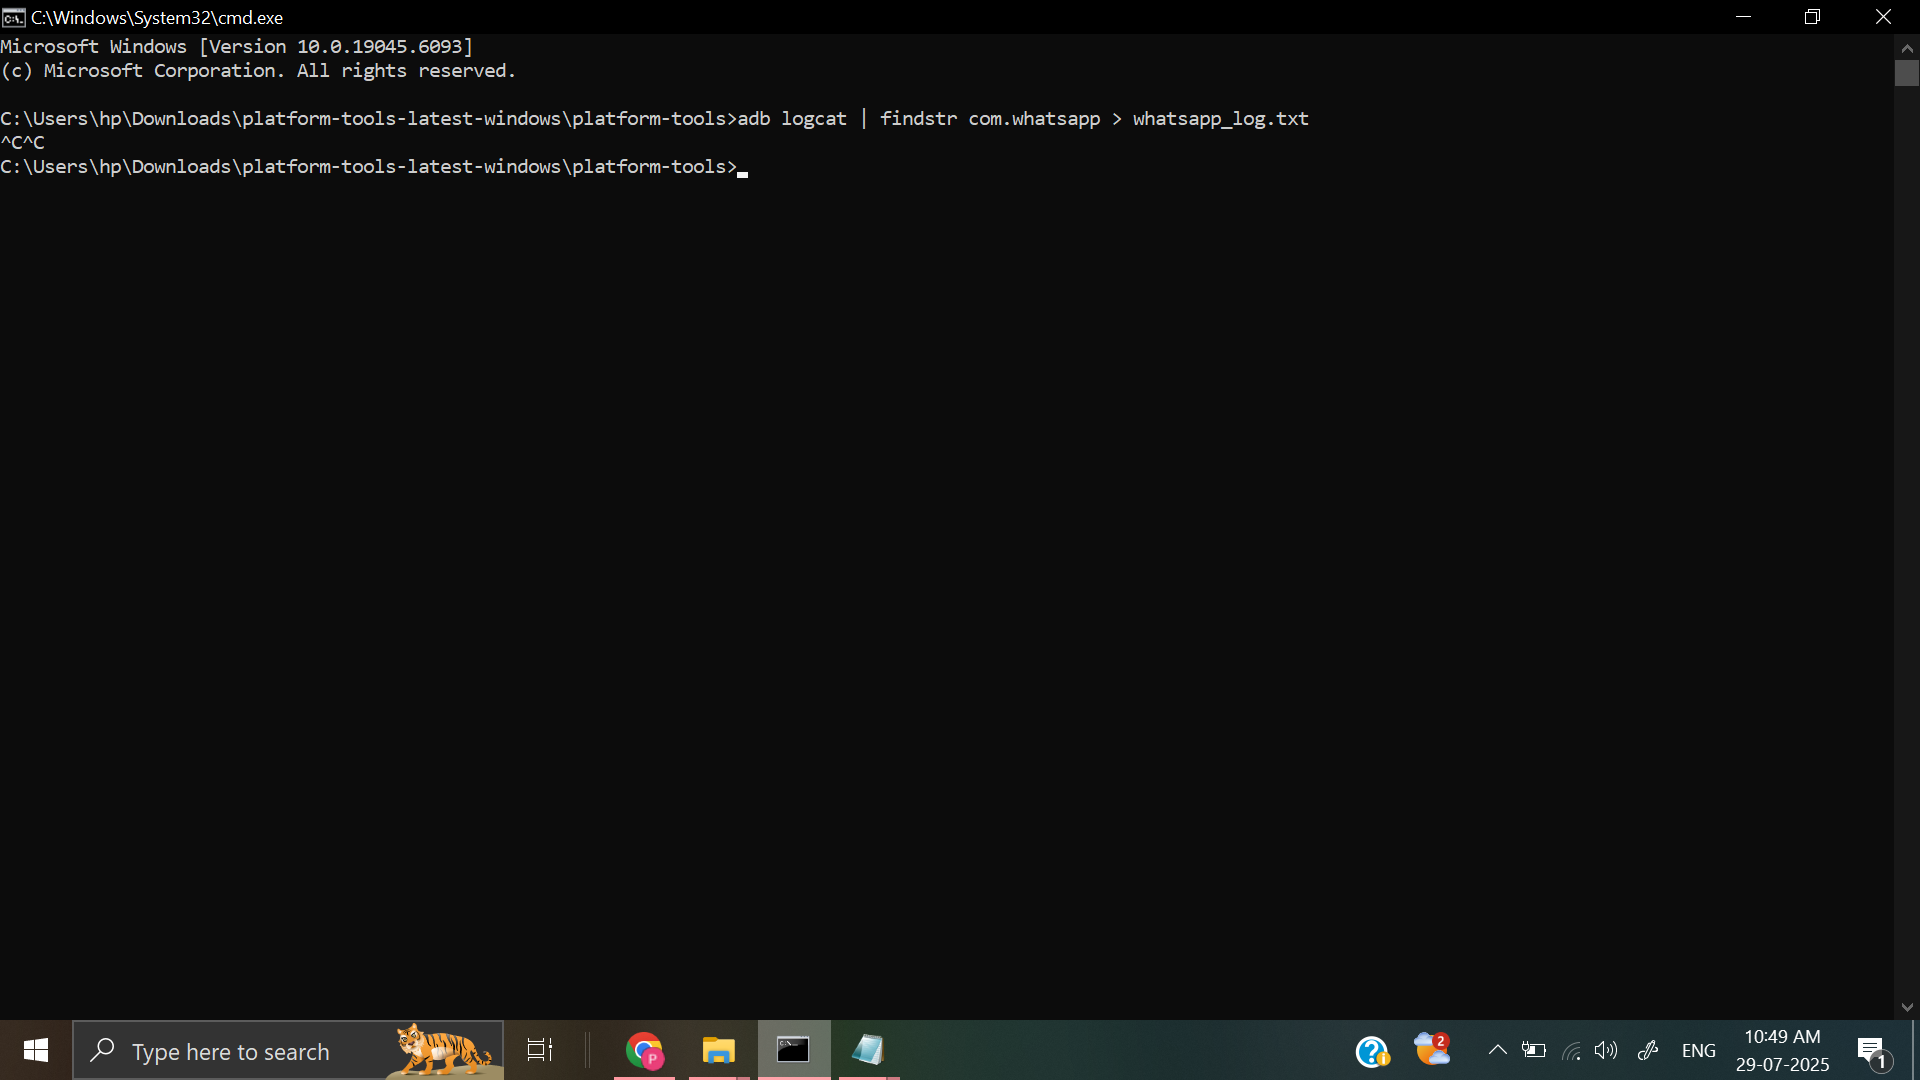 C:\Windows\System32\cmd.exe
Microsoft Windows [Version 10.0.19045.6093]
(c) Microsoft Corporation. All rights reserved.
C:\Users\hp\Downloads\platform-tools-latest-windows\platform-tools>adb logcat | findstr com.whatsapp > whatsapp_log.txt
^C^C
C:\Users\hp\Downloads\platform-tools-latest-windows\platform-tools>
Type here to search
P
2
ENG
10:49 AM
29-07-2025
1